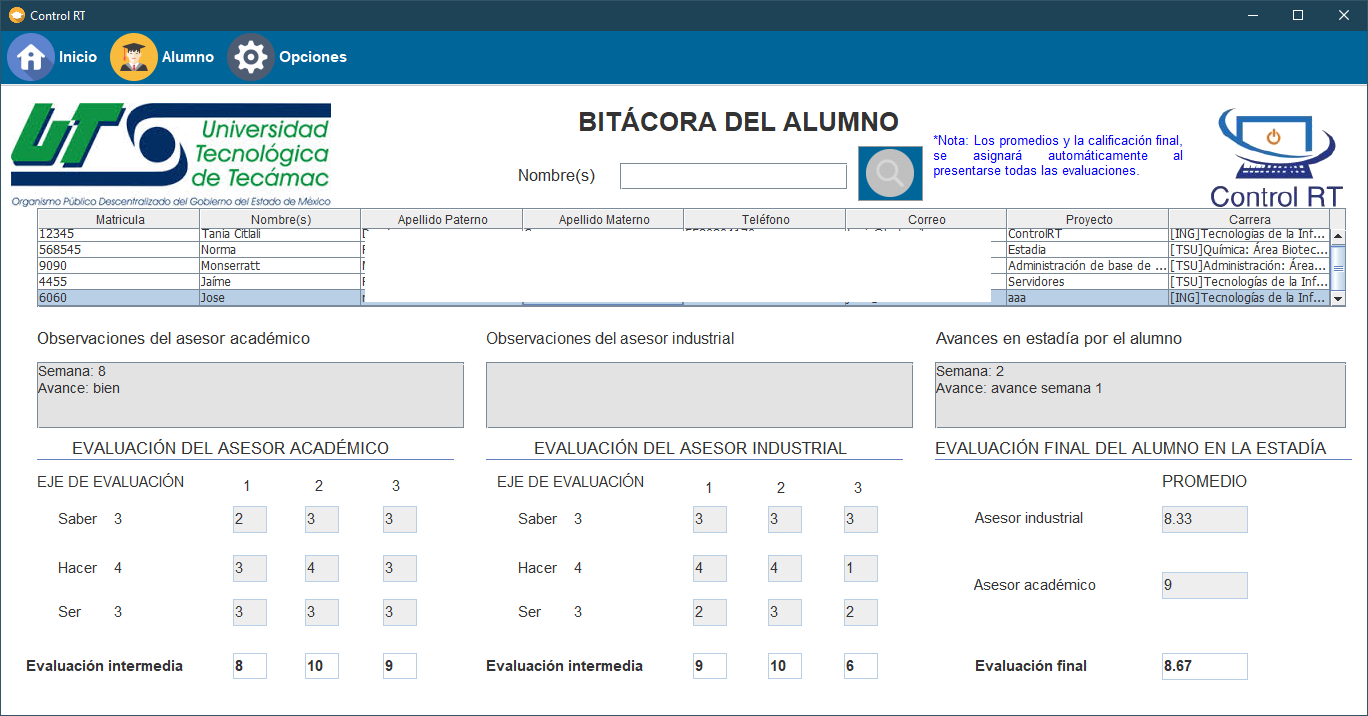 Control RT
Inicio Alumno Opciones
UTT
Universidad
Tecnológica
de Tecámac
Organismo Público Descentralizado del Gobierno del Estado de México
BITÁCORA DEL ALUMNO
Nombre(s)
*Nota: Los promedios y la calificación final,
se asignará automáticamente al
presentarse todas las evaluaciones.
Control RT
Matricula Nombre(s) Apellido Paterno Apellido Materno Teléfono Correo Proyecto Carrera
12345 Tania Citlali ControlRT [ING]Tecnologías de la Inf...
568545 Norma Estadia [TSU]Química: Área Biotec...
9090 Monserratt Administración de base de ... [TSU]Administración: Área...
4455 Jaíme Servidores [TSU]Tecnologías de la Inf...
6060 Jose aaa [ING]Tecnologías de la Inf...
Observaciones del asesor académico
Semana: 8
Avance: bien
Observaciones del asesor industrial
Avances en estadía por el alumno
Semana: 2
Avance: avance semana 1
EVALUACIÓN DEL ASESOR ACADÉMICO
EJE DE EVALUACIÓN 1 2 3
Saber 3 2 3 3
Hacer 4 3 4 3
Ser 3 3 3 3
Evaluación intermedia 8 10 9
EVALUACIÓN DEL ASESOR INDUSTRIAL
EJE DE EVALUACIÓN 1 2 3
Saber 3 3 3 3
Hacer 4 4 4 1
Ser 3 2 3 2
Evaluación intermedia 9 10 6
EVALUACIÓN FINAL DEL ALUMNO EN LA ESTADÍA
PROMEDIO
Asesor industrial 8.33
Asesor académico 9
Evaluación final 8.67